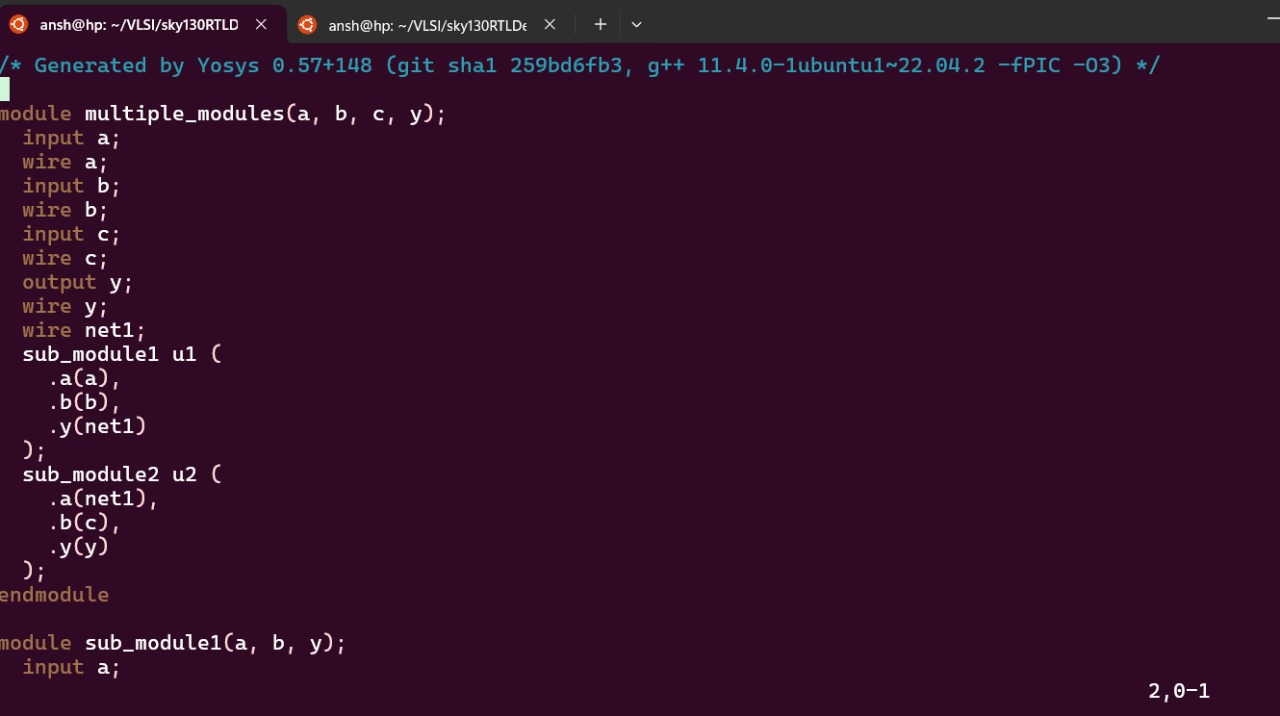 ansh@hp: ~/VLSI/sky130RTLD
ansh@hp: ~/VLSI/sky130RTLDe
/* Generated by Yosys 0.57+148 (git sha1 259bd6fb3, g++ 11.4.0-1ubuntu1~22.04.2 -fPIC -O3) */
module multiple_modules(a, b, c, y);
  input a;
  wire a;
  input b;
  wire b;
  input c;
  wire c;
  output y;
  wire y;
  wire net1;
  sub_module1 u1 (
    .a(a),
    .b(b),
    .y(net1)
  );
  sub_module2 u2 (
    .a(net1),
    .b(c),
    .y(y)
  );
endmodule
module sub_module1(a, b, y);
  input a;
2,0-1